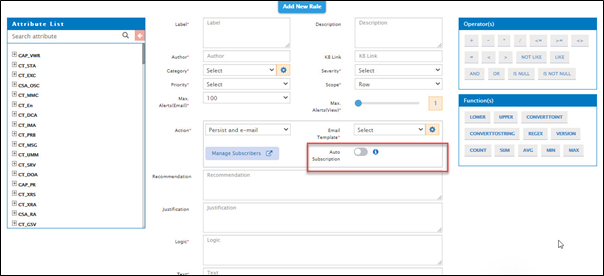 Add New Rule
Attribute List
Search attribute
CAP_VWR
CT_STA
CT_EXC
CSA_OSC
CT_MMC
CT_En
CT_DCA
CT_JMA
CT_PRE
CT_MSG
CT_UMM
CT_SRV
CT_DOA
CAP_PR
CT_XRS
CT_XRA
CSA_RA
CT_GSV
Label* Label Description Description
Author* Author KB Link KB Link
Category* Select Severity* Select
Priority* Select Scope* Row
Max. Alerts(Email)* 100 Max. Alerts(View)* 1
Action* Persist and e-mail Email Template* Select
Manage Subscribers Auto Subscription
Recommendation Recommendation
Justification Justification
Logic* Logic
Text* Text
Operator(s)
+ - * / <= =>
= < > NOT LIKE LIKE
AND OR IS NULL IS NOT NULL
Function(s)
LOWER UPPER CONVERTTOINT
CONVERTTOSTRING REGEX VERSION
COUNT SUM AVG MIN MAX